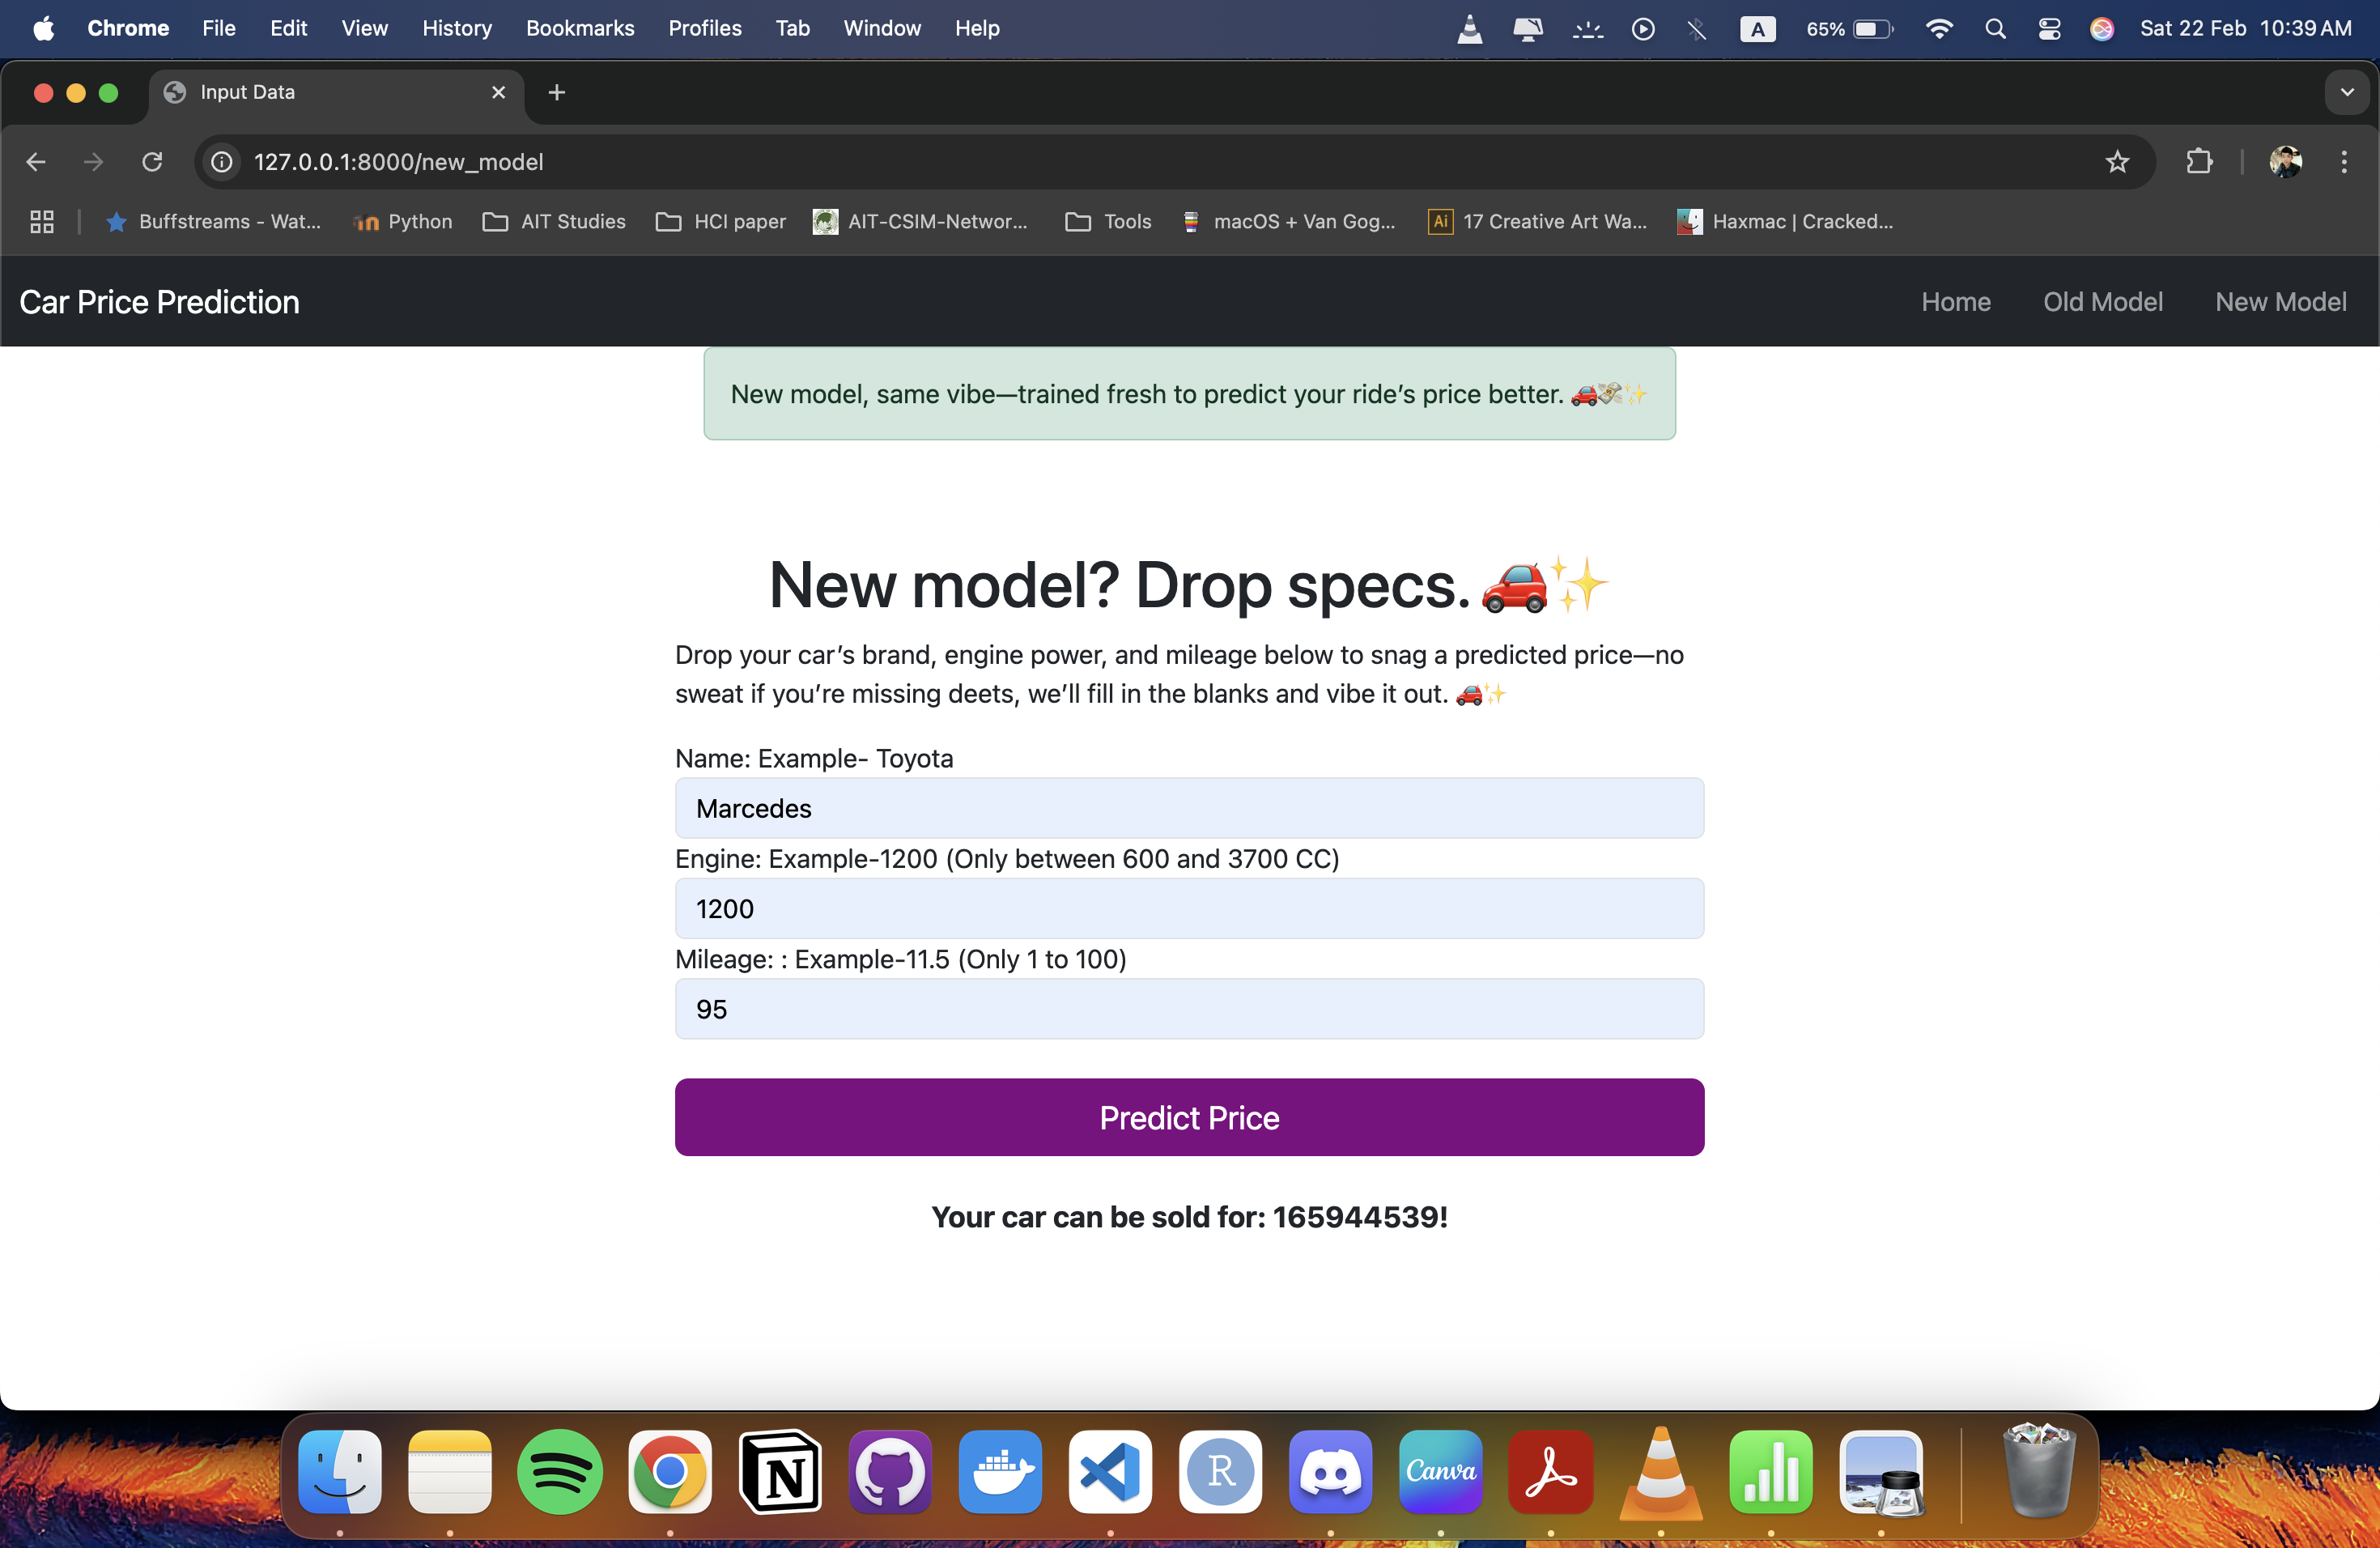 Chrome File Edit View History Bookmarks Profiles Tab Window Help A 65% Sat 22 Feb 10:39 AM
Input Data
127.0.0.1:8000/new_model
Buffstreams - Wat... Python AIT Studies HCI paper AIT-CSIM-Networ... Tools macOS + Van Gog... Ai 17 Creative Art Wa... Haxmac | Cracked...
Car Price Prediction Home Old Model New Model
New model, same vibe—trained fresh to predict your ride’s price better. 🚗💸✨
New model? Drop specs. 🚗✨
Drop your car’s brand, engine power, and mileage below to snag a predicted price—no
sweat if you’re missing deets, we’ll fill in the blanks and vibe it out. 🚗✨
Name: Example- Toyota
Marcedes
Engine: Example-1200 (Only between 600 and 3700 CC)
1200
Mileage: : Example-11.5 (Only 1 to 100)
95
Predict Price
Your car can be sold for: 165944539!
N R Canva